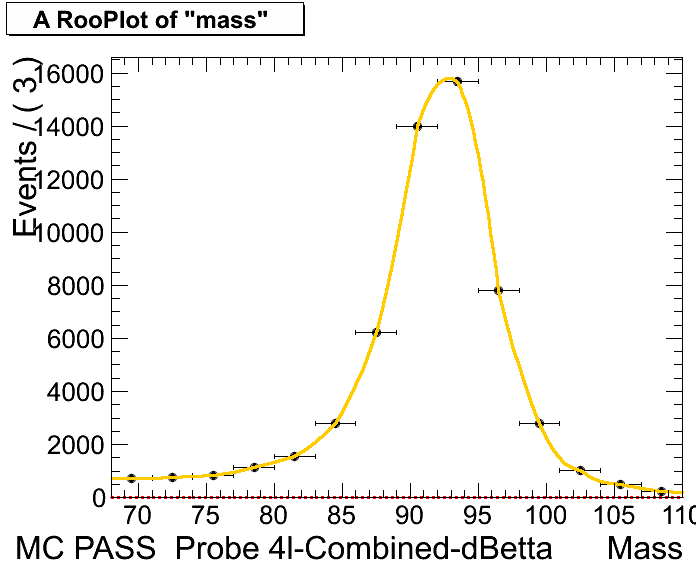 A RooPlot of "mass"
Events / ( 3 )
16000
14000
12000
10000
8000
6000
4000
2000
0
70 75 80 85 90 95 100 105 110
MC PASS Probe 4l-Combined-dBetta Mass